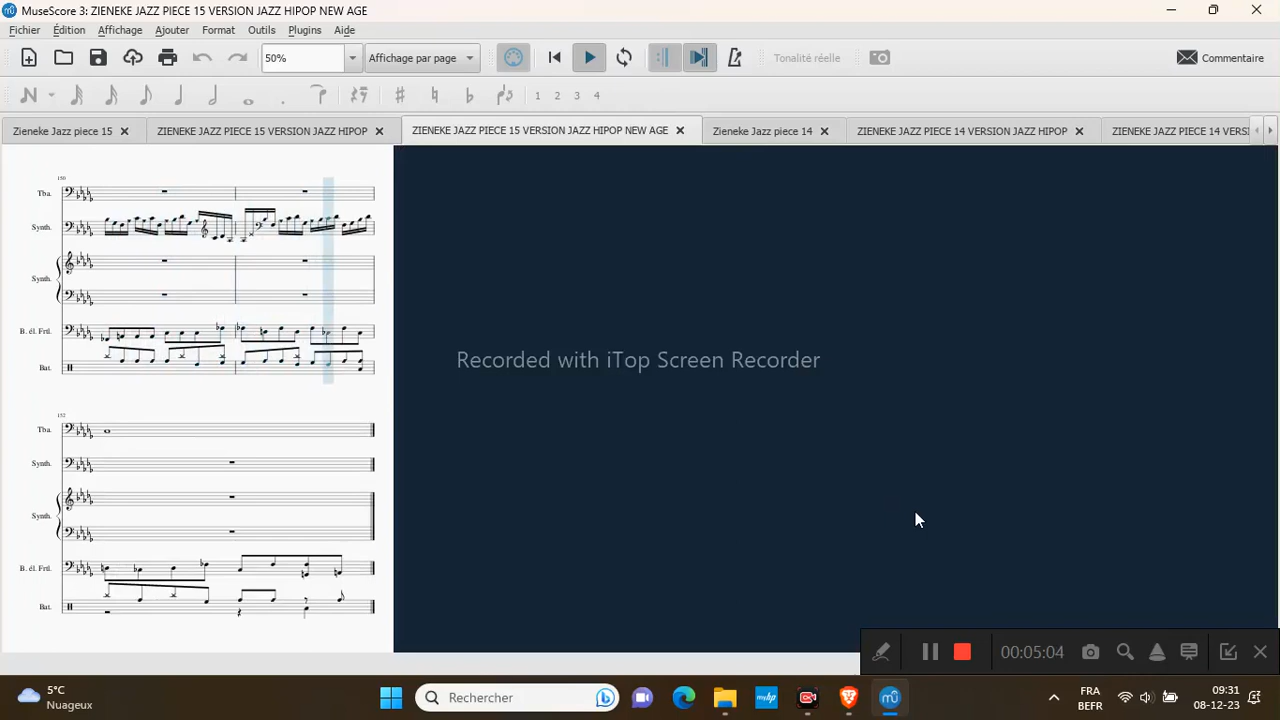 MuseScore 3: ZIENEKE JAZZ PIECE 15 VERSION JAZZ HIPOP NEW AGE
Fichier Édition Affichage Ajouter Format Outils Plugins Aide
50% Affichage par page Tonalité réelle Commentaire
1 2 3 4
Zieneke Jazz piece 15 ZIENEKE JAZZ PIECE 15 VERSION JAZZ HIPOP ZIENEKE JAZZ PIECE 15 VERSION JAZZ HIPOP NEW AGE Zieneke Jazz piece 14 ZIENEKE JAZZ PIECE 14 VERSION JAZZ HIPOP ZIENEKE JAZZ PIECE 14 VERS
150
Tba.
Synth.
Synth.
B. él. Frtl.
Bat.
Recorded with iTop Screen Recorder
152
Tba.
Synth.
Synth.
B. él. Frtl.
Bat.
00:05:04
5°C
Nuageux
Rechercher
FRA
BEFR
09:31
08-12-23